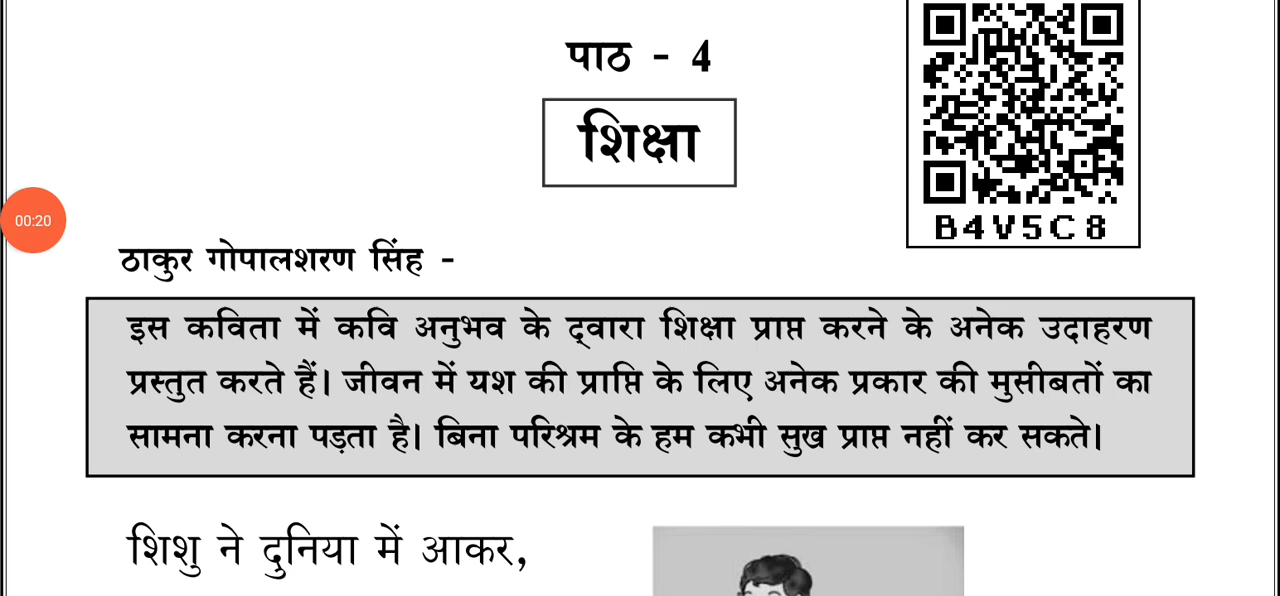 पाठ - 4
शिक्षा
B4V5C8
00:20
ठाकुर गोपालशरण सिंह -
इस कविता में कवि अनुभव के द्वारा शिक्षा प्राप्त करने के अनेक उदाहरण
प्रस्तुत करते हैं। जीवन में यश की प्राप्ति के लिए अनेक प्रकार की मुसीबतों का
सामना करना पड़ता है। बिना परिश्रम के हम कभी सुख प्राप्त नहीं कर सकते।
शिशु ने दुनिया में आकर,